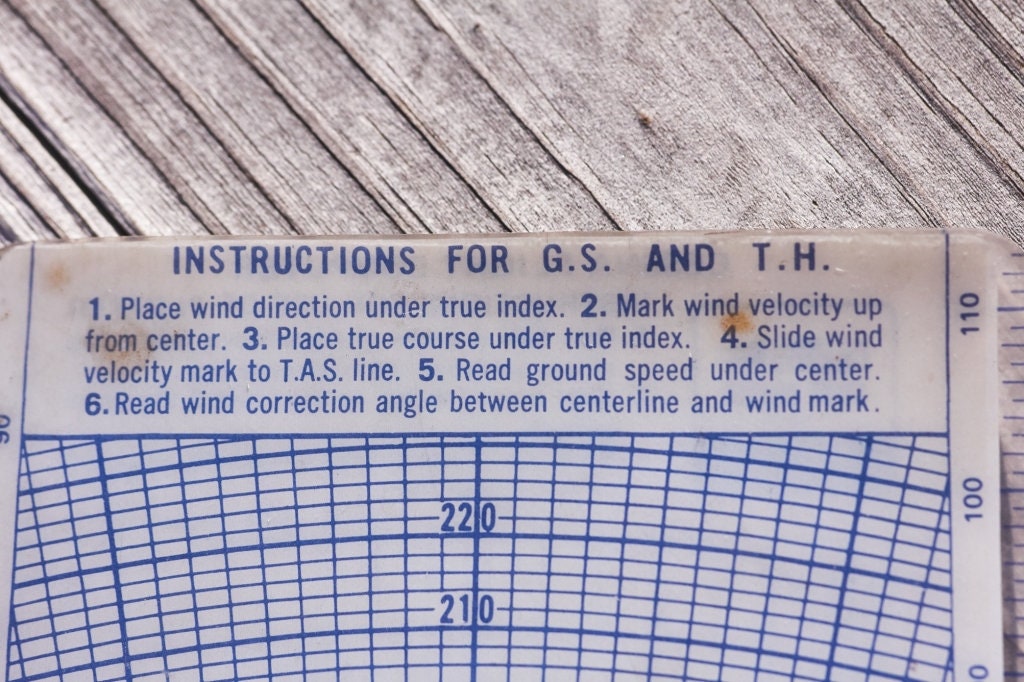 INSTRUCTIONS FOR G.S. AND T.H.
1. Place wind direction under true index. 2. Mark wind velocity up
from center. 3. Place true course under true index. 4. Slide wind
velocity mark to T.A.S. line. 5. Read ground speed under center.
6. Read wind correction angle between centerline and wind mark.
110
90
100
220
210